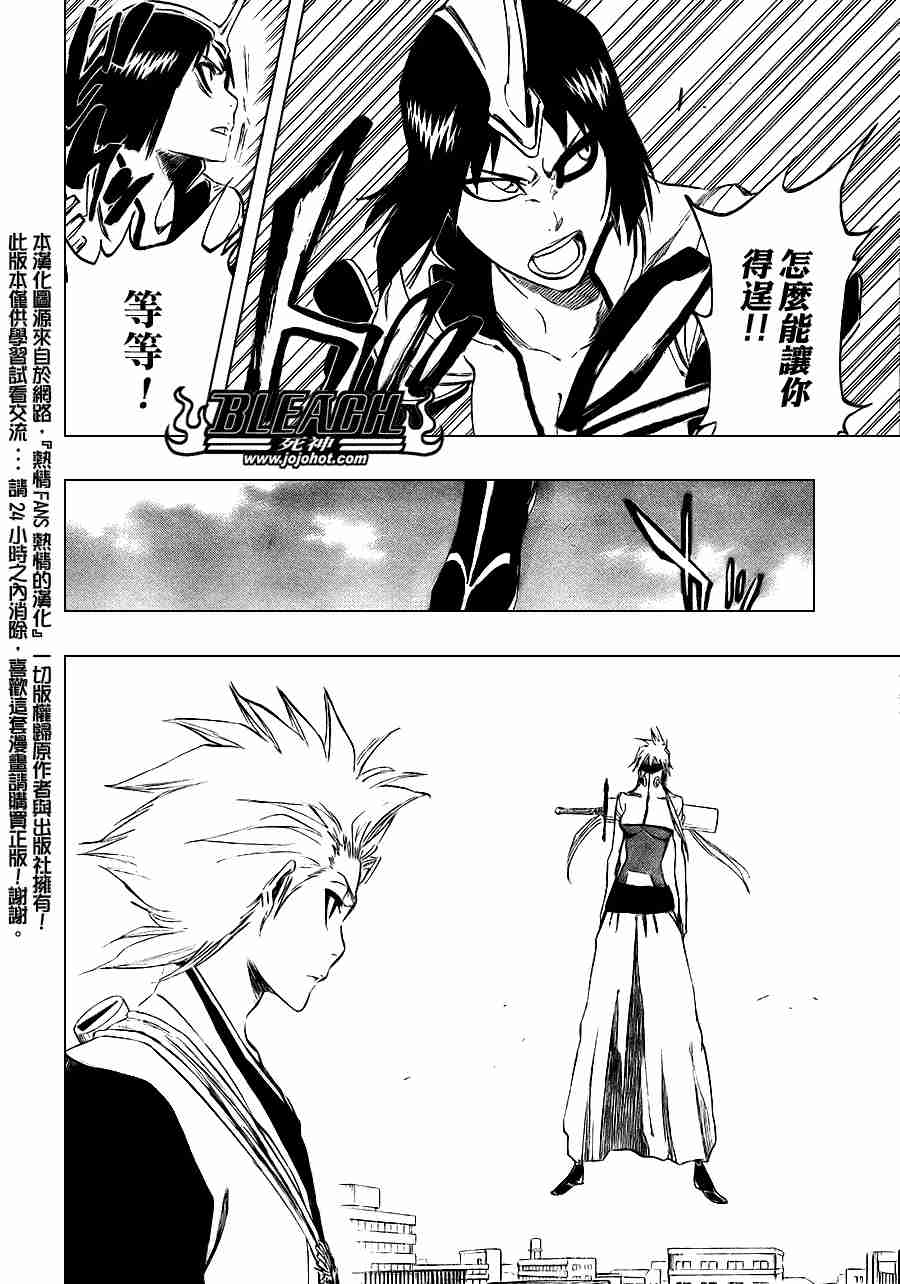 怎麼能讓你
得逞!!
等等！
BLEACH
死神
www.jojohot.com
本漢化圖源來自於網路，『熱情FANS 熱情的漢化』一切版權歸原作者與出版社擁有！
此版本僅供學習試看交流... 請 24 小時之內消除，喜歡這套漫畫請購買正版！謝謝。